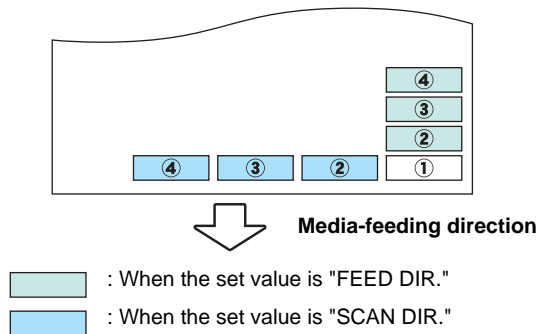 ④
③
②
④ ③ ② ①
Media-feeding direction
: When the set value is "FEED DIR."
: When the set value is "SCAN DIR."